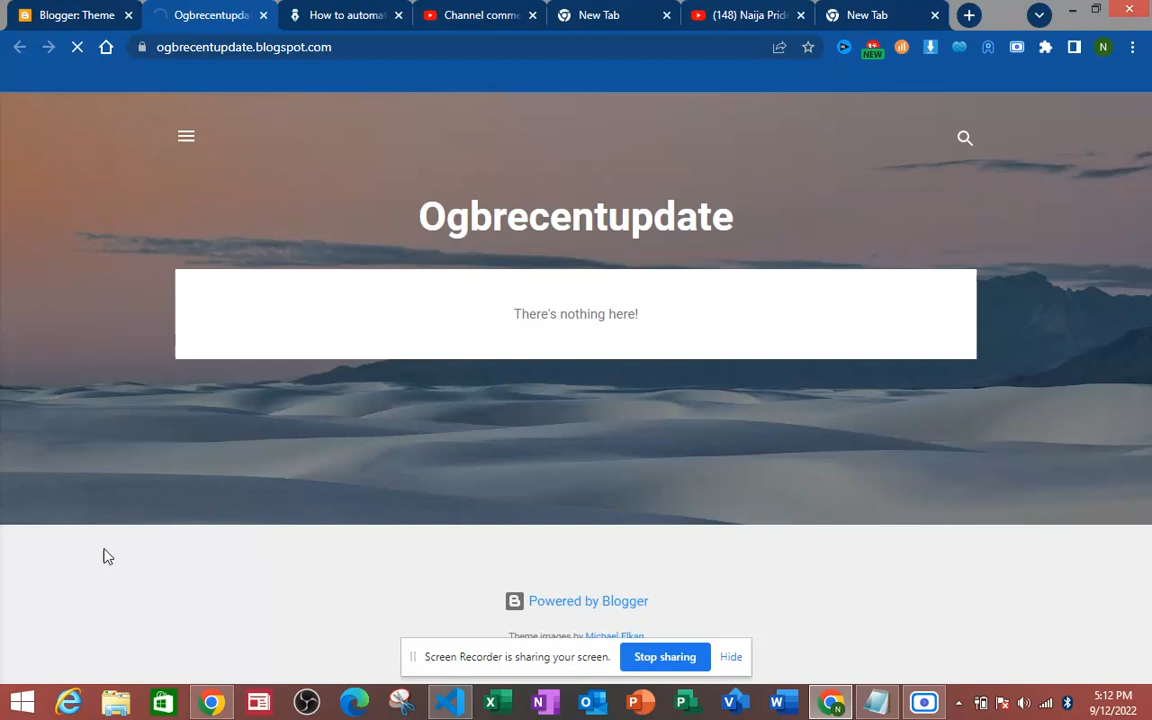 Blogger: Theme
Ogbrecentupda
How to automa
Channel comme
New Tab
(148) Naija Prid
New Tab
ogbrecentupdate.blogspot.com
NEW
N
Ogbrecentupdate
There's nothing here!
Powered by Blogger
Theme images by Michael Elkan
Screen Recorder is sharing your screen.
Stop sharing
Hide
5:12 PM
9/12/2022